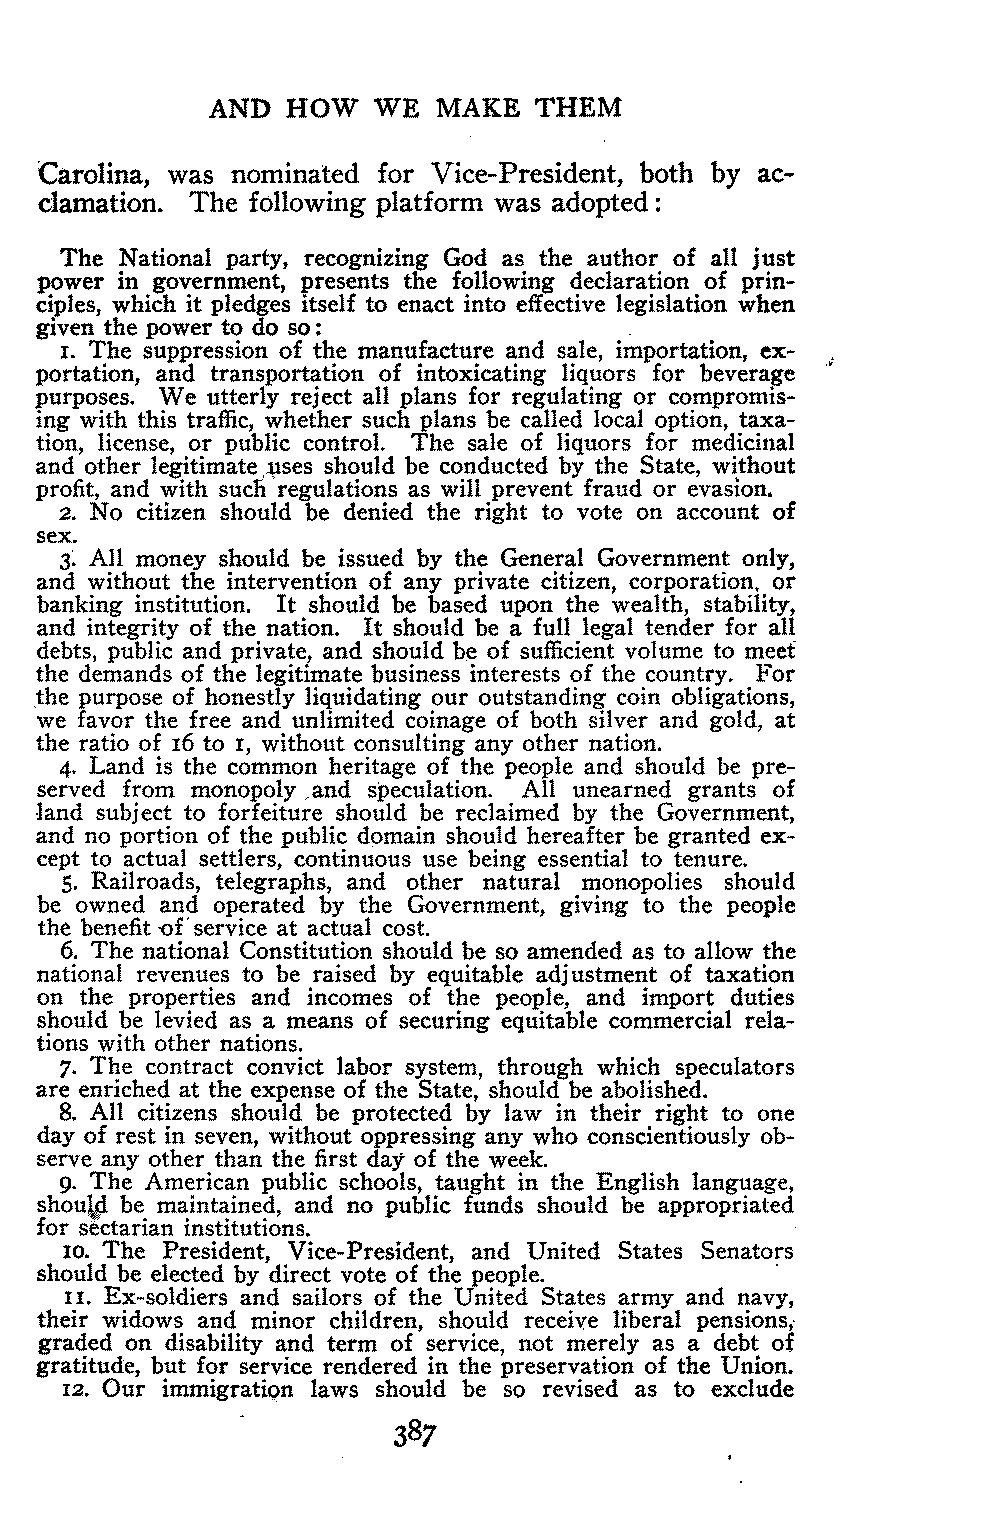 AND HOW WE MAKE THEM
Carolina, was nominated for Vice-President, both by ac-
clamation. The following platform was adopted:
The National party, recognizing God as the author of all just
power in government, presents the following declaration of prin-
ciples, which it pledges itself to enact into effective legislation when
given the power to do so:
1. The suppression of the manufacture and sale, importation, ex-
portation, and transportation of intoxicating liquors for beverage
purposes. We utterly reject all plans for regulating or compromis-
ing with this traffic, whether such plans be called local option, taxa-
tion, license, or public control. The sale of liquors for medicinal
and other legitimate uses should be conducted by the State, without
profit, and with such regulations as will prevent fraud or evasion.
2. No citizen should be denied the right to vote on account of
sex.
3. All money should be issued by the General Government only,
and without the intervention of any private citizen, corporation, or
banking institution. It should be based upon the wealth, stability,
and integrity of the nation. It should be a full legal tender for all
debts, public and private, and should be of sufficient volume to meet
the demands of the legitimate business interests of the country. For
the purpose of honestly liquidating our outstanding coin obligations,
we favor the free and unlimited coinage of both silver and gold, at
the ratio of 16 to 1, without consulting any other nation.
4. Land is the common heritage of the people and should be pre-
served from monopoly and speculation. All unearned grants of
land subject to forfeiture should be reclaimed by the Government,
and no portion of the public domain should hereafter be granted ex-
cept to actual settlers, continuous use being essential to tenure.
5. Railroads, telegraphs, and other natural monopolies should
be owned and operated by the Government, giving to the people
the benefit of service at actual cost.
6. The national Constitution should be so amended as to allow the
national revenues to be raised by equitable adjustment of taxation
on the properties and incomes of the people, and import duties
should be levied as a means of securing equitable commercial rela-
tions with other nations.
7. The contract convict labor system, through which speculators
are enriched at the expense of the State, should be abolished.
8. All citizens should be protected by law in their right to one
day of rest in seven, without oppressing any who conscientiously ob-
serve any other than the first day of the week.
9. The American public schools, taught in the English language,
should be maintained, and no public funds should be appropriated
for sectarian institutions.
10. The President, Vice-President, and United States Senators
should be elected by direct vote of the people.
11. Ex-soldiers and sailors of the United States army and navy,
their widows and minor children, should receive liberal pensions,
graded on disability and term of service, not merely as a debt of
gratitude, but for service rendered in the preservation of the Union.
12. Our immigration laws should be so revised as to exclude
387